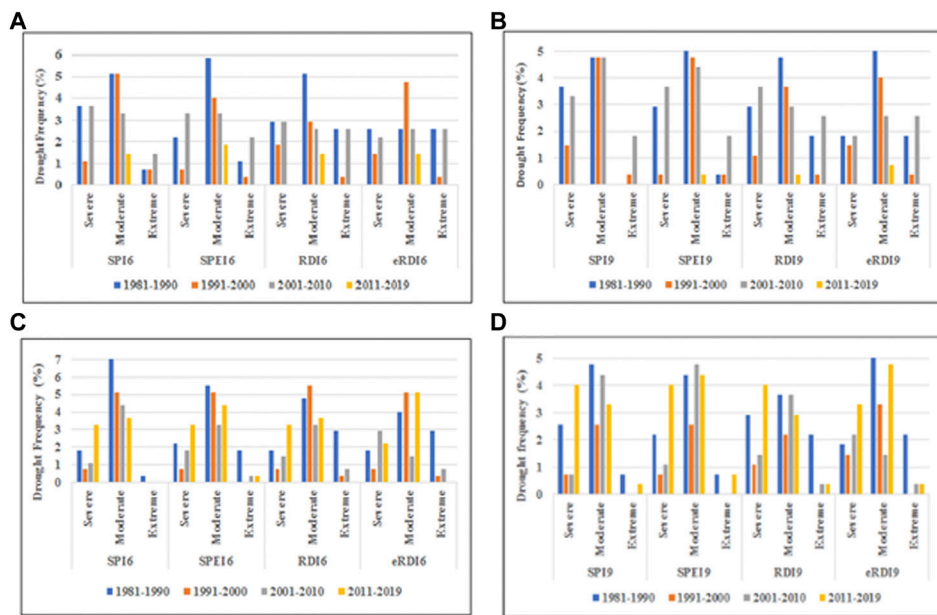 A
Drought Frequency (%)
6
5
4
3
2
1
0
Severe Moderate Extreme Severe Moderate Extreme Severe Moderate Extreme Severe Moderate Extreme
SPI6 SPEI6 RDI6 eRDI6
1981-1990 1991-2000 2001-2010 2011-2019
B
Drought Frequency (%)
5
4
3
2
1
0
Severe Moderate Extreme Severe Moderate Extreme Severe Moderate Extreme Severe Moderate Extreme
SPI9 SPEI9 RDI9 eRDI9
1981-1990 1991-2000 2001-2010 2011-2019
C
Drought Frequency (%)
7
6
5
4
3
2
1
0
Severe Moderate Extreme Severe Moderate Extreme Severe Moderate Extreme Severe Moderate Extreme
SPI6 SPEI6 RDI6 eRDI6
1981-1990 1991-2000 2001-2010 2011-2019
D
Drought frequency (%)
5
4
3
2
1
0
Severe Moderate Extreme Severe Moderate Extreme Severe Moderate Extreme Severe Moderate Extreme
SPI9 SPEI9 RDI9 eRDI9
1981-1990 1991-2000 2001-2010 2011-2019